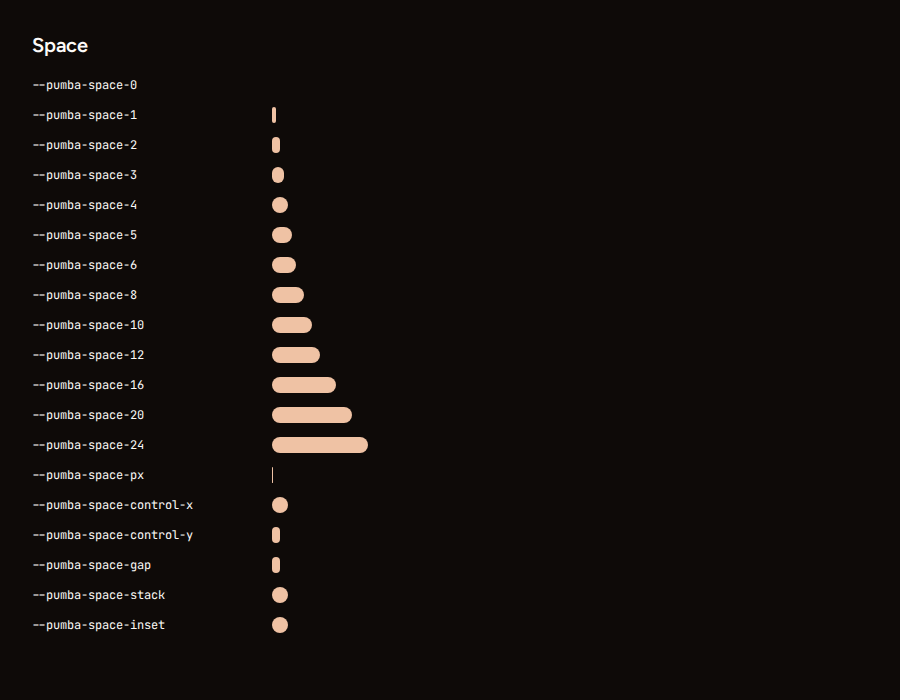 Space
--pumba-space-0
--pumba-space-1
--pumba-space-2
--pumba-space-3
--pumba-space-4
--pumba-space-5
--pumba-space-6
--pumba-space-8
--pumba-space-10
--pumba-space-12
--pumba-space-16
--pumba-space-20
--pumba-space-24
--pumba-space-px
--pumba-space-control-x
--pumba-space-control-y
--pumba-space-gap
--pumba-space-stack
--pumba-space-inset